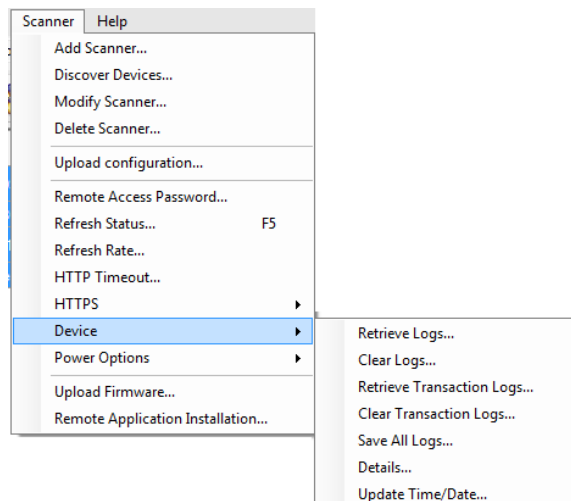 Scanner Help
Add Scanner...
Discover Devices...
Modify Scanner...
Delete Scanner...
Upload configuration...
Remote Access Password...
Refresh Status... F5
Refresh Rate...
HTTP Timeout...
HTTPS
Device
Power Options
Upload Firmware...
Remote Application Installation...
Retrieve Logs...
Clear Logs...
Retrieve Transaction Logs...
Clear Transaction Logs...
Save All Logs...
Details...
Update Time/Date...